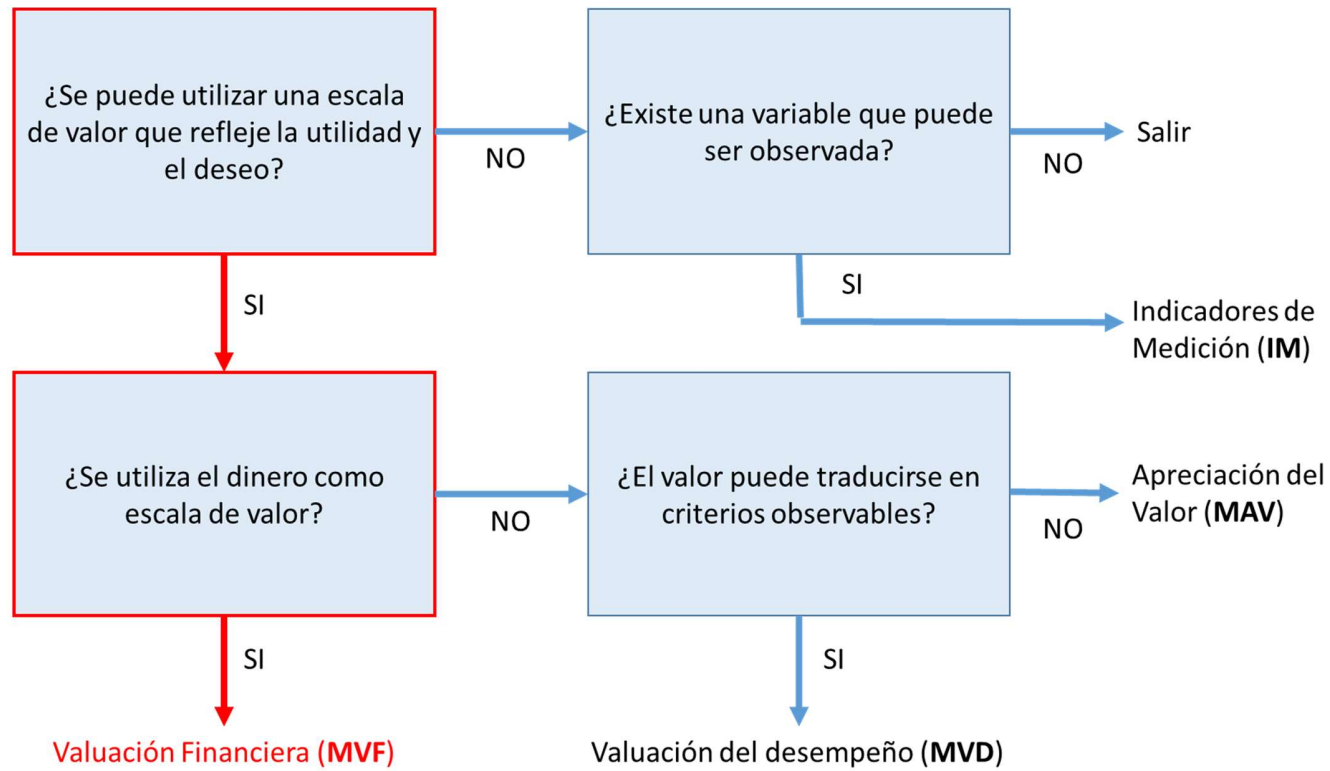 ¿Se puede utilizar una escala
de valor que refleje la utilidad y
el deseo?
NO
¿Existe una variable que puede
ser observada?
NO
Salir
SI
SI
Indicadores de
Medición (IM)
¿Se utiliza el dinero como
escala de valor?
NO
¿El valor puede traducirse en
criterios observables?
NO
Apreciación del
Valor (MAV)
SI
SI
Valuación Financiera (MVF)
Valuación del desempeño (MVD)